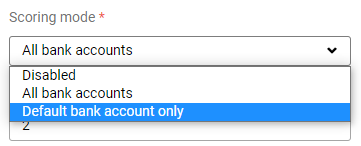 Scoring mode *
All bank accounts
Disabled
All bank accounts
Default bank account only
2